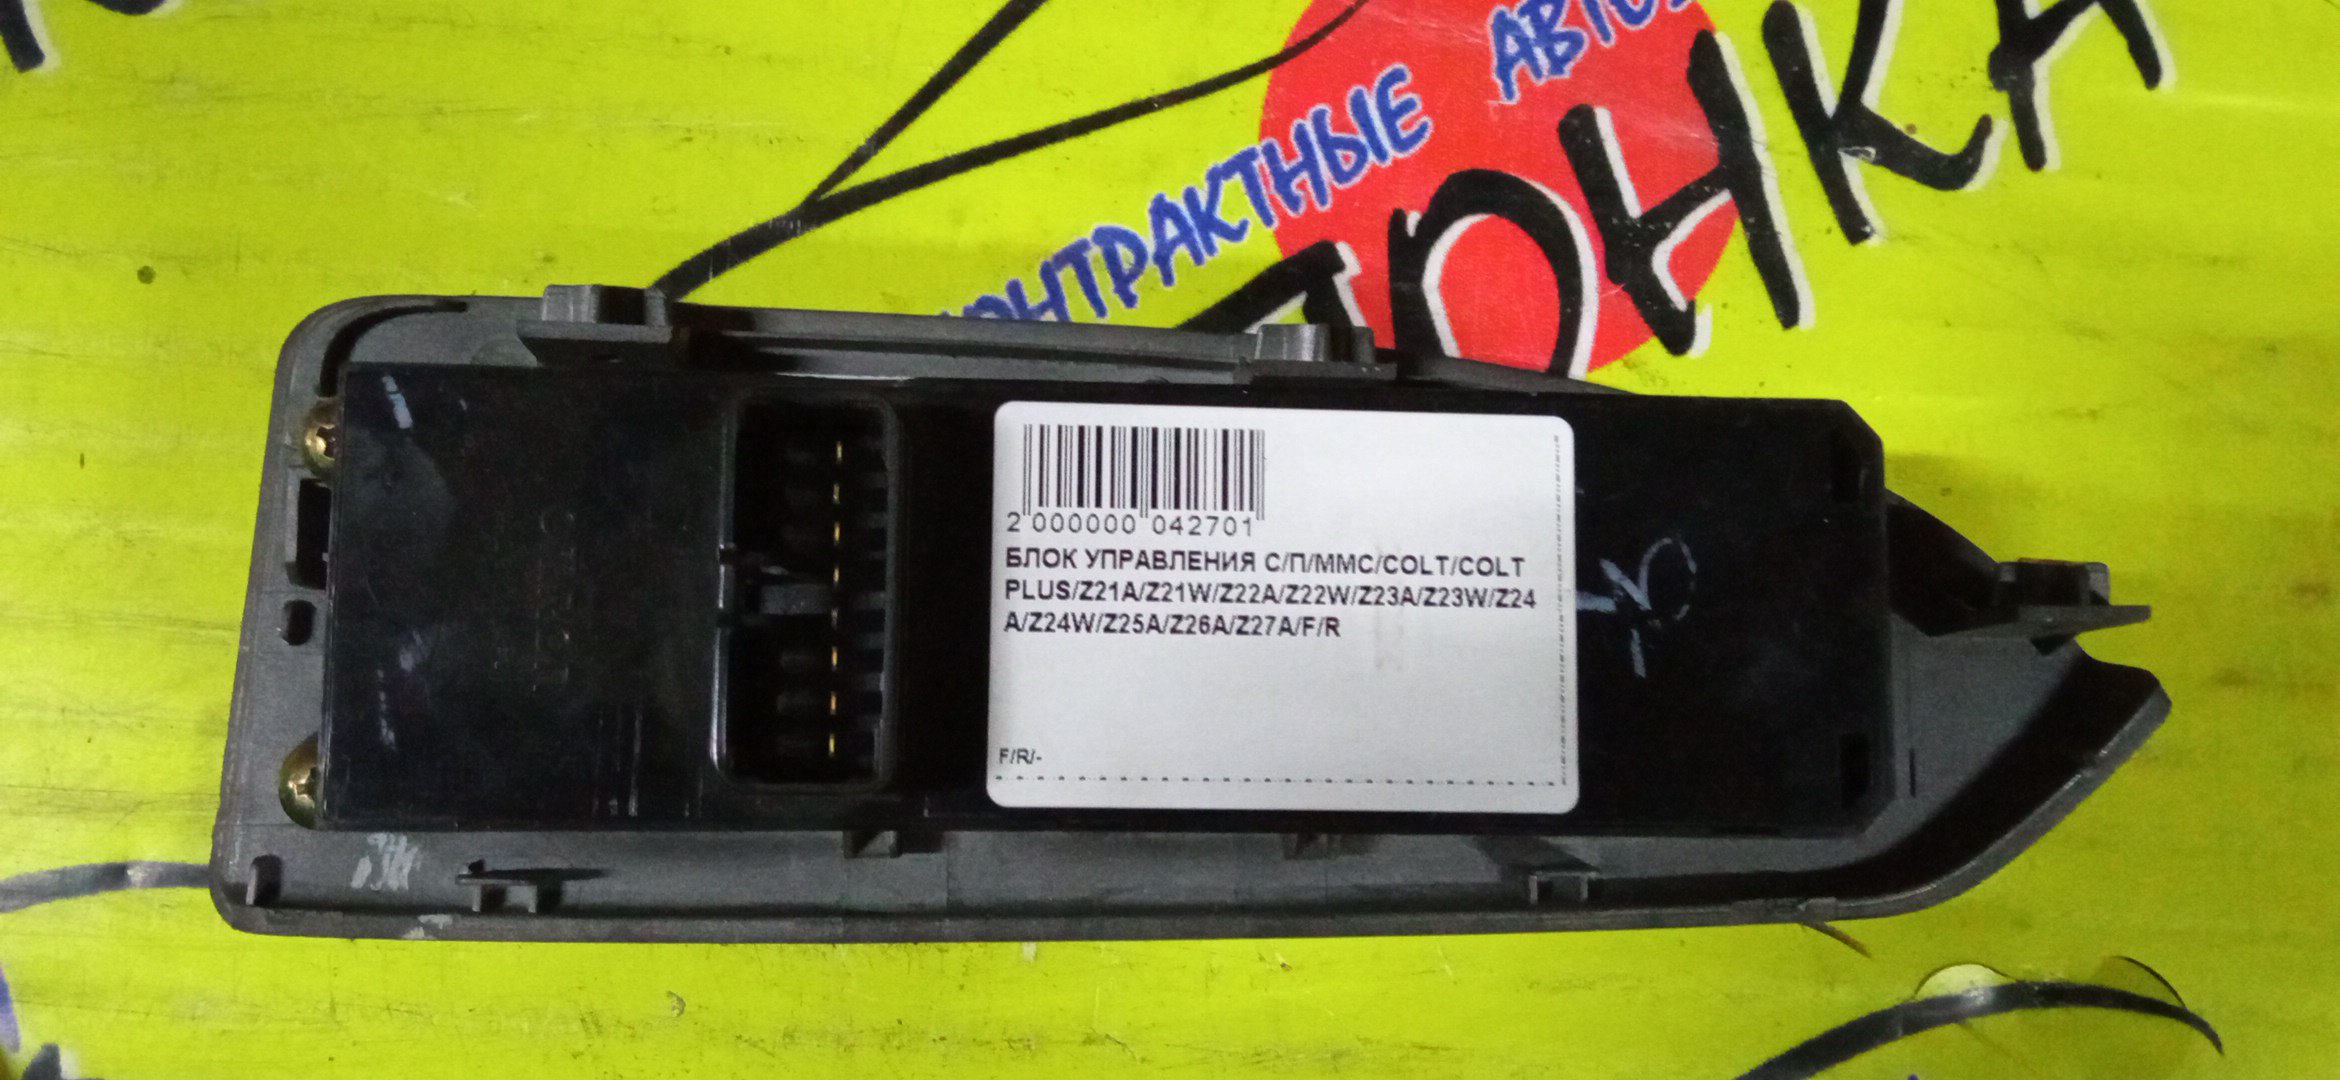 КОНТРАКТНЫЕ АВТО
2 000000 042701
БЛОК УПРАВЛЕНИЯ С/П/MMC/COLT/COLT
PLUS/Z21A/Z21W/Z22A/Z22W/Z23A/Z23W/Z24
A/Z24W/Z25A/Z26A/Z27A/F/R
F/R/-